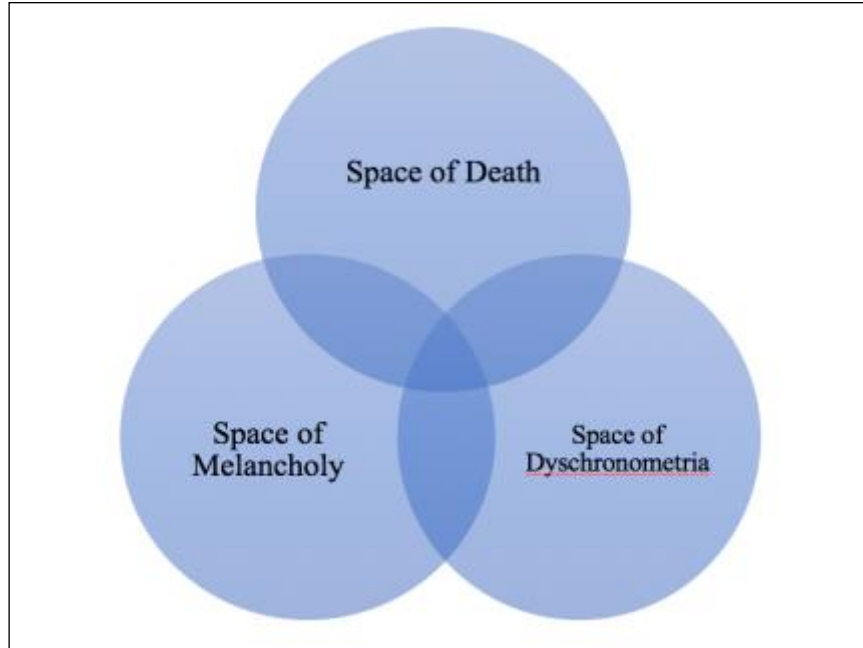 Space of Death
Space of
Melancholy
Space of
Dyschronometria